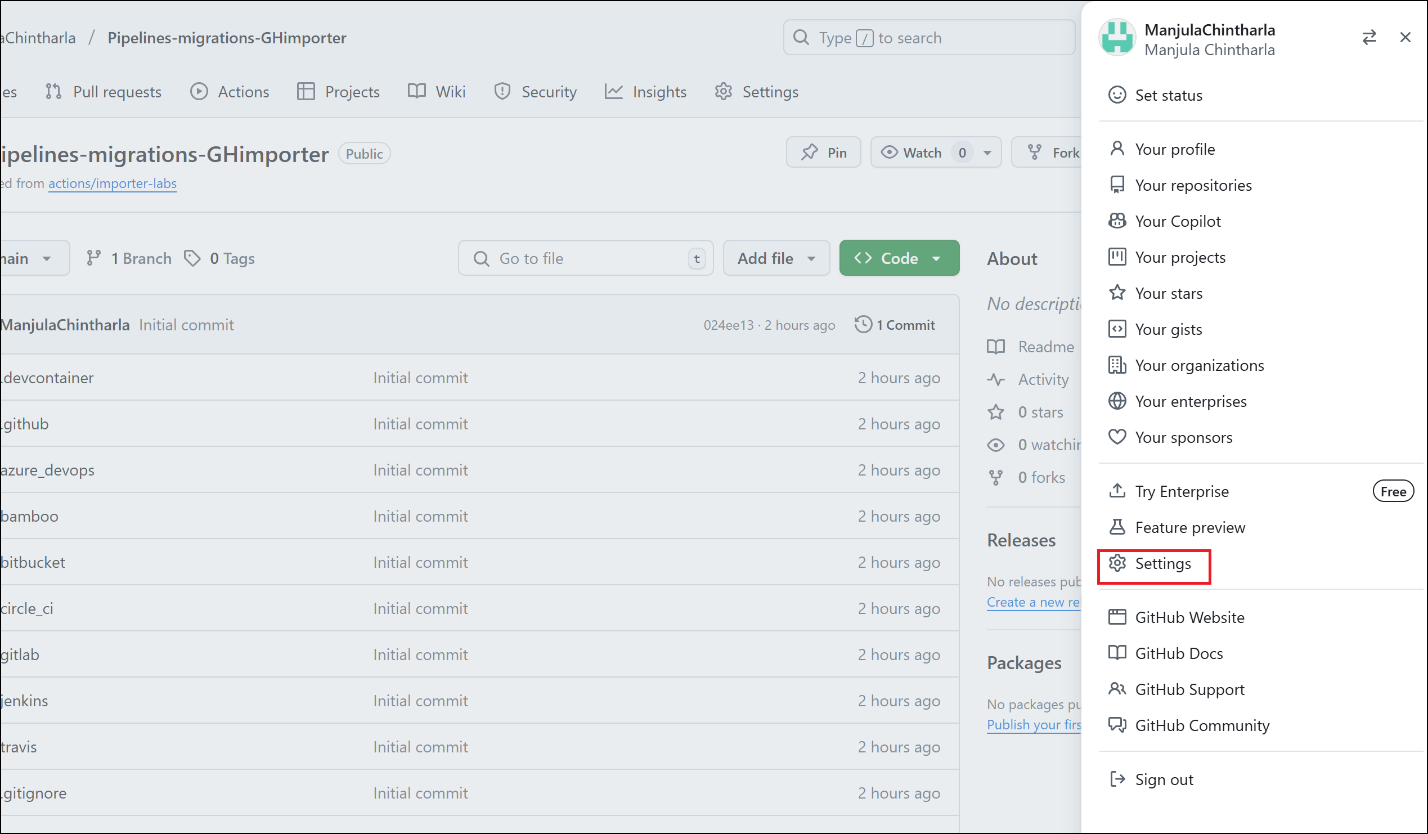 aChintharla / Pipelines-migrations-GHimporter
Type / to search
es Pull requests Actions Projects Wiki Security Insights Settings
ipelines-migrations-GHimporter Public
Pin Watch 0 Fork
ed from actions/importer-labs
nain 1 Branch 0 Tags
Go to file t Add file Code
ManjulaChintharla Initial commit 024ee13 · 2 hours ago 1 Commit
.devcontainer Initial commit 2 hours ago
.github Initial commit 2 hours ago
azure_devops Initial commit 2 hours ago
bamboo Initial commit 2 hours ago
bitbucket Initial commit 2 hours ago
circle_ci Initial commit 2 hours ago
gitlab Initial commit 2 hours ago
jenkins Initial commit 2 hours ago
travis Initial commit 2 hours ago
.gitignore Initial commit 2 hours ago
About
No descripti
Readme
Activity
0 stars
0 watchin
0 forks
Releases
No releases pub
Create a new re
Packages
No packages pu
Publish your firs
ManjulaChintharla
Manjula Chintharla
Set status
Your profile
Your repositories
Your Copilot
Your projects
Your stars
Your gists
Your organizations
Your enterprises
Your sponsors
Try Enterprise Free
Feature preview
Settings
GitHub Website
GitHub Docs
GitHub Support
GitHub Community
Sign out